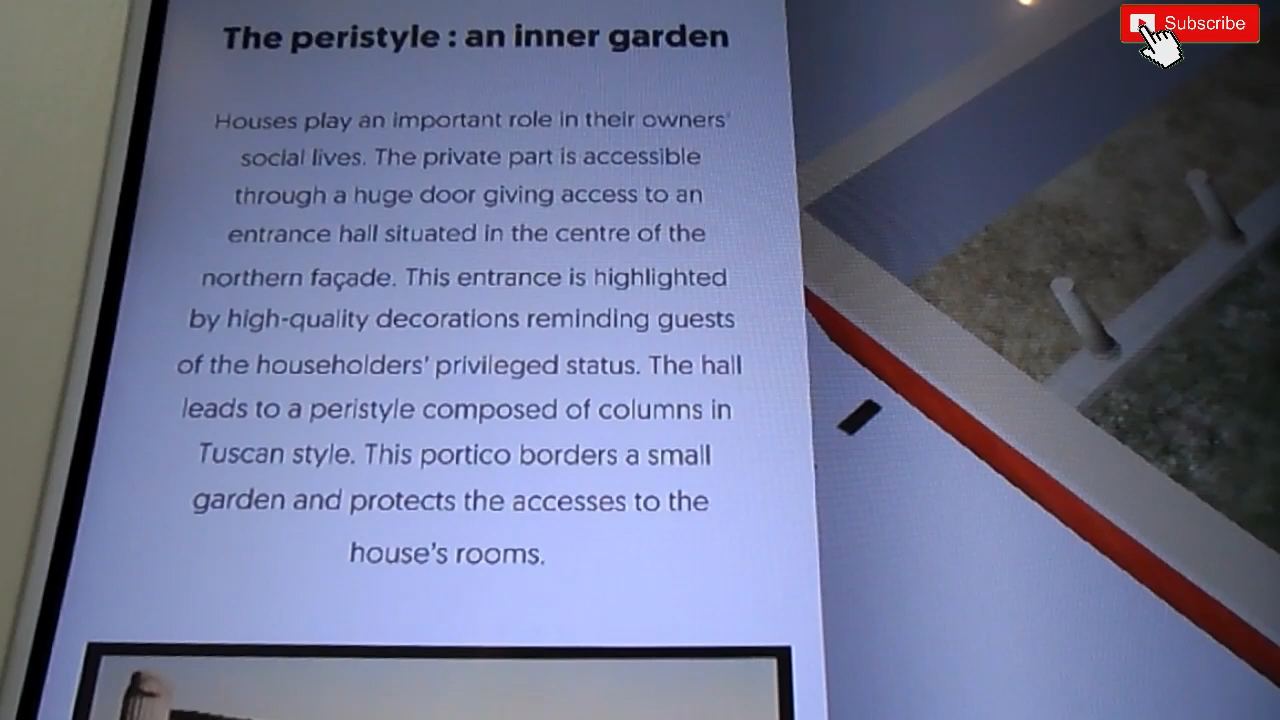 The peristyle : an inner garden
Houses play an important role in their owners'
social lives. The private part is accessible
through a huge door giving access to an
entrance hall situated in the centre of the
northern façade. This entrance is highlighted
by high-quality decorations reminding guests
of the householders' privileged status. The hall
leads to a peristyle composed of columns in
Tuscan style. This portico borders a small
garden and protects the accesses to the
house's rooms.
Subscribe